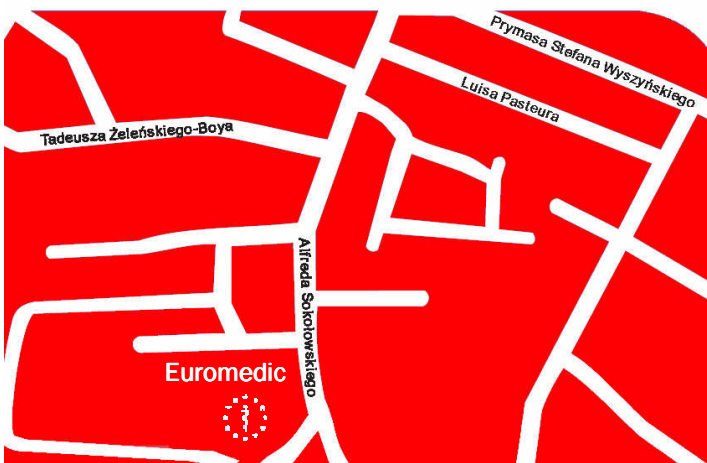 Prymasa Stefana Wyszyńskiego
Luisa Pasteura
Tadeusza Żeleńskiego-Boya
Alfreda Sokołowskiego
Euromedic